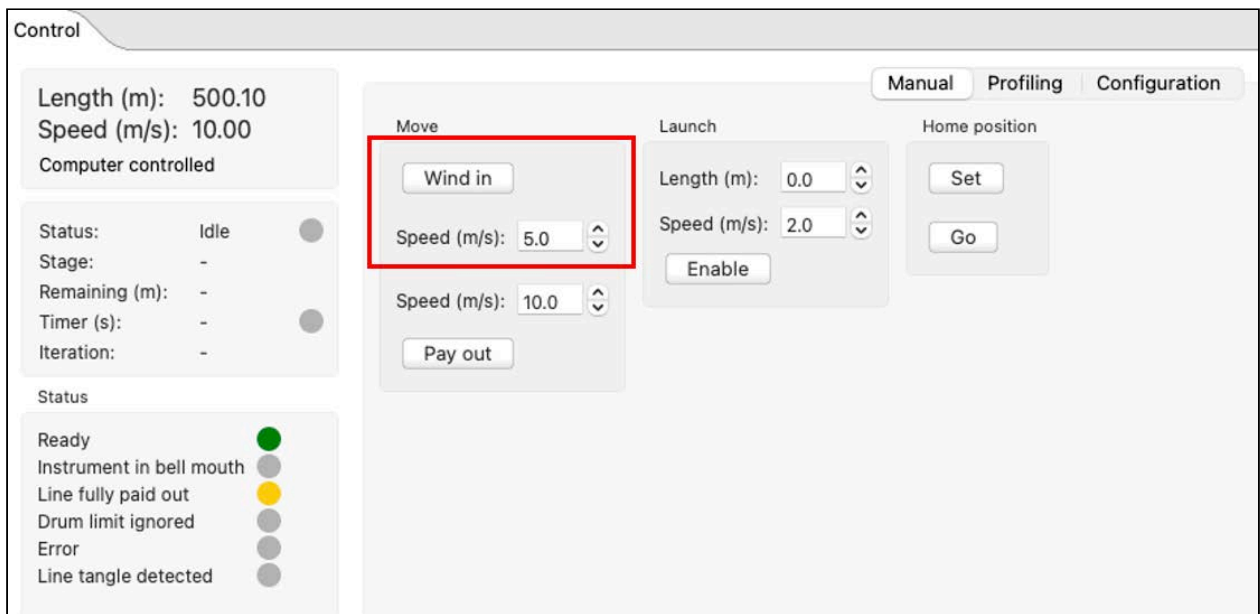 Control
Length (m): 500.10
Speed (m/s): 10.00
Computer controlled
Status: Idle
Stage: -
Remaining (m): -
Timer (s): -
Iteration: -
Status
Ready
Instrument in bell mouth
Line fully paid out
Drum limit ignored
Error
Line tangle detected
Manual Profiling Configuration
Move
Wind in
Speed (m/s): 5.0
Speed (m/s): 10.0
Pay out
Launch
Length (m): 0.0
Speed (m/s): 2.0
Enable
Home position
Set
Go